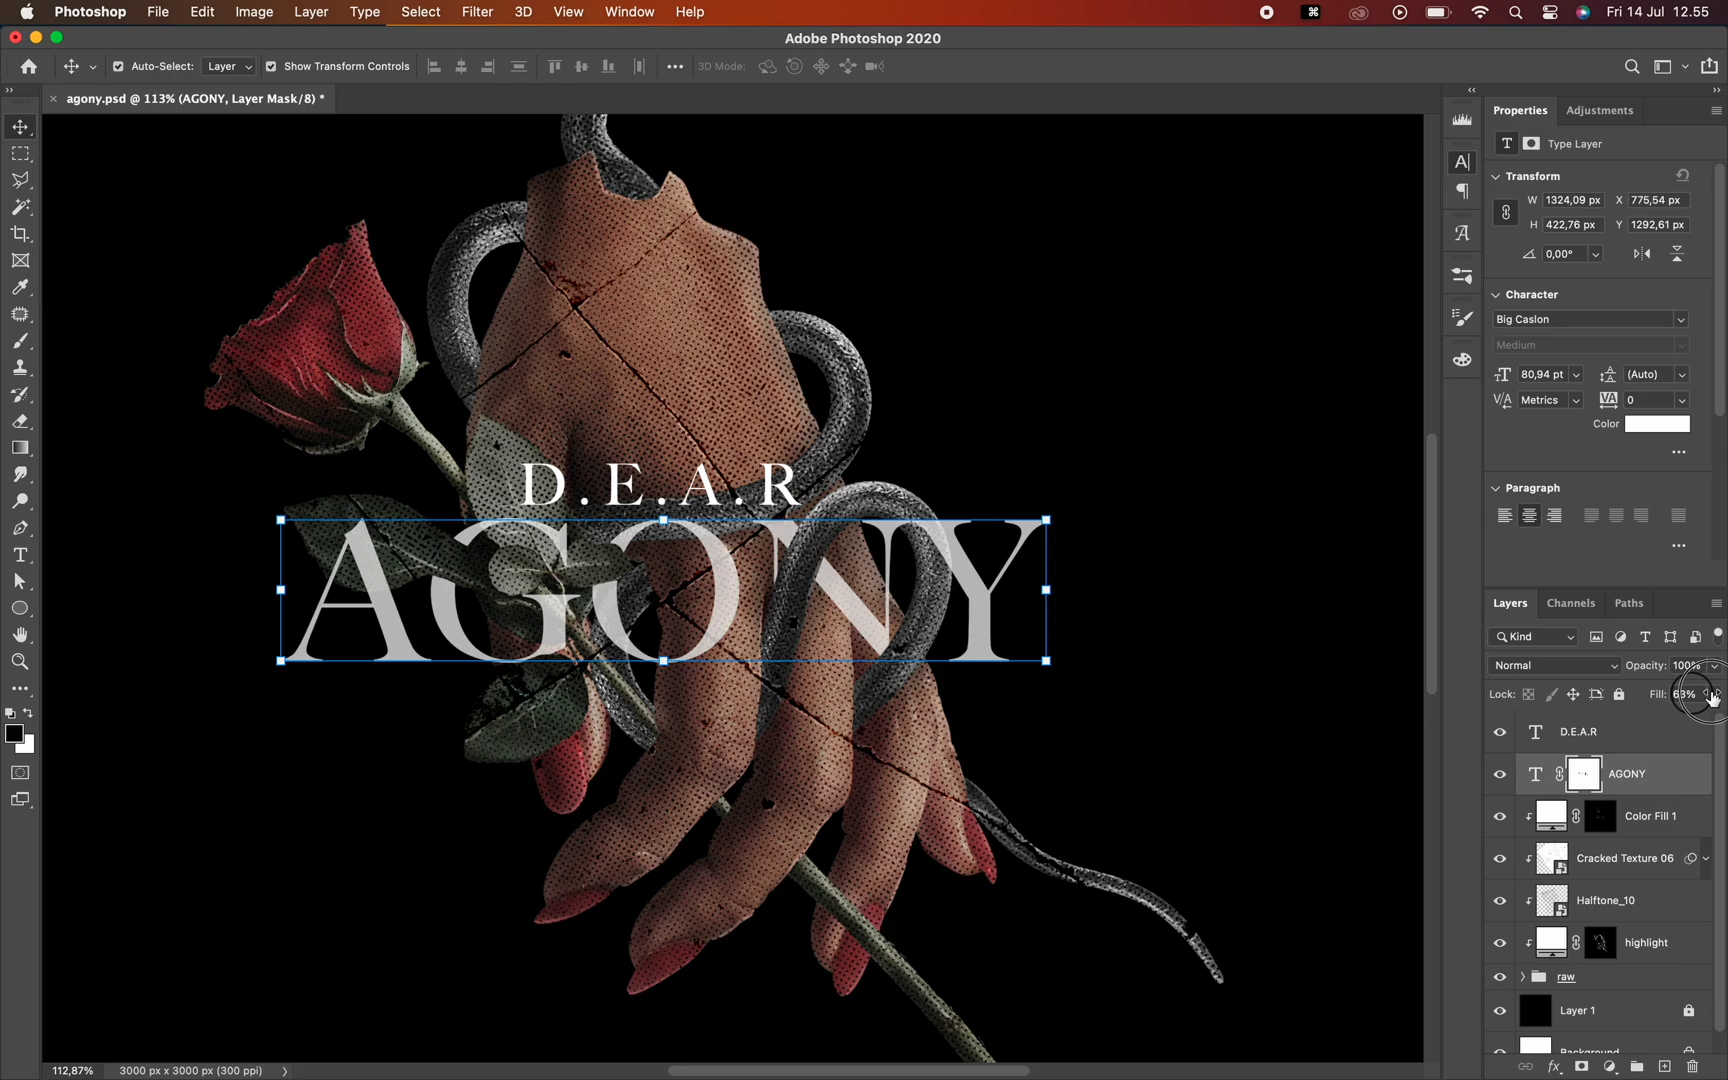 Photoshop File Edit Image Layer Type Select Filter 3D View Window Help Fri 14 Jul 12.55
Adobe Photoshop 2020
Auto-Select: Layer Show Transform Controls 3D Mode:
agony.psd @ 113% (AGONY, Layer Mask/8) *
Properties Adjustments
T Type Layer
Transform
W 1324,09 px X 775,54 px
H 422,76 px Y 1292,61 px
0,00°
Character
Big Caslon
Medium
80,94 pt (Auto)
Metrics 0
Color
Paragraph
D.E.A.R
AGONY
Layers Channels Paths
Kind
Normal Opacity: 100%
Lock: Fill: 63%
D.E.A.R
AGONY
Color Fill 1
Cracked Texture 06
Halftone_10
highlight
raw
Layer 1
Background
112,87% 3000 px x 3000 px (300 ppi)